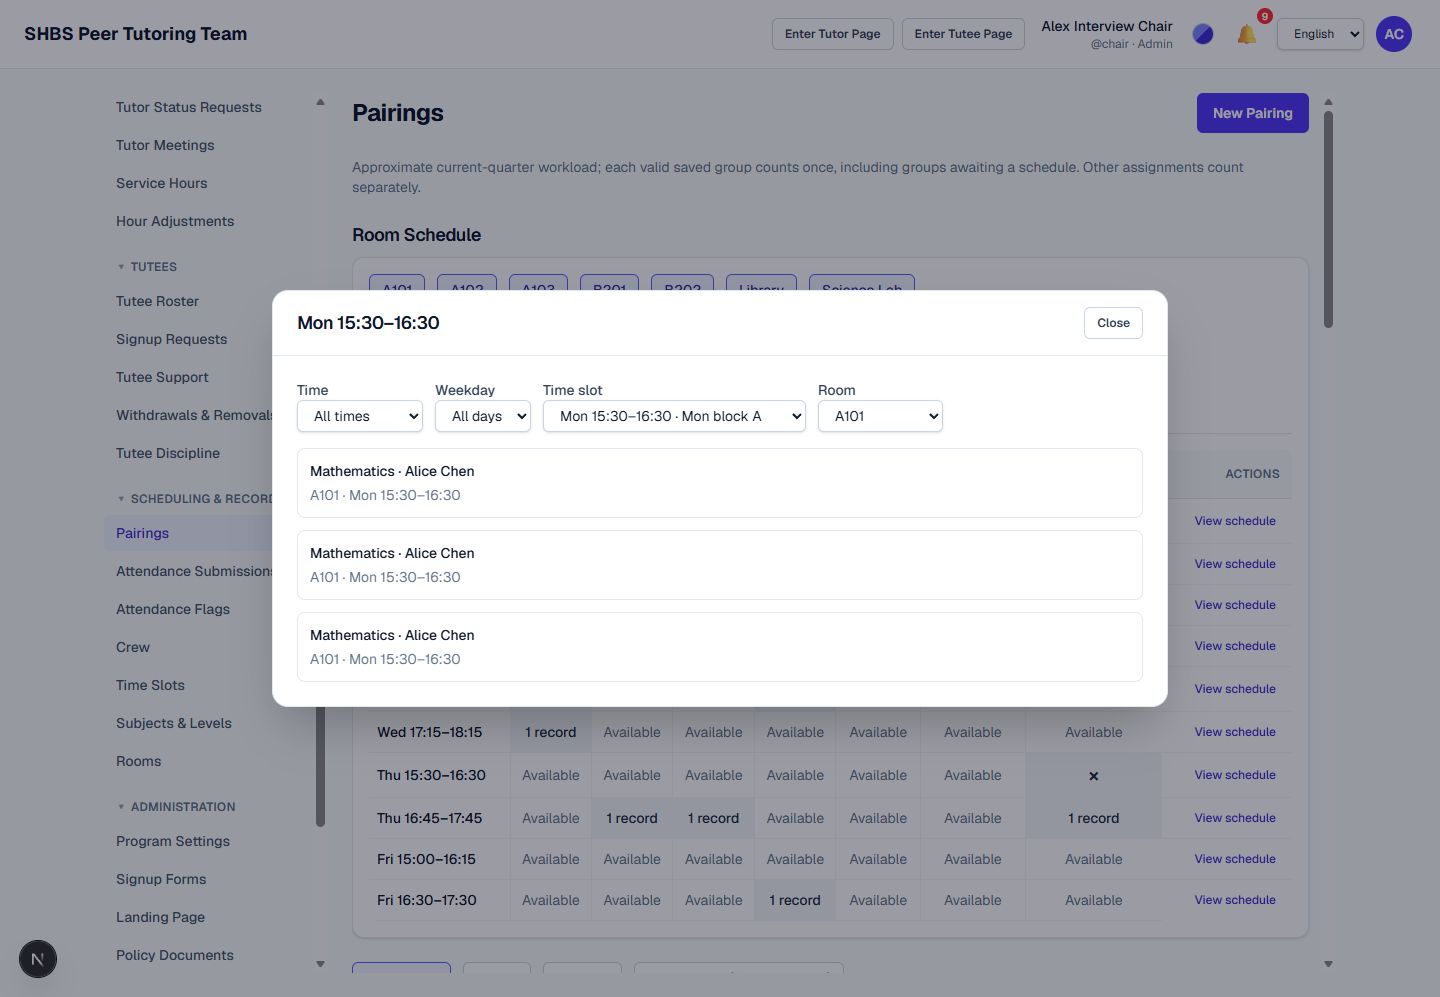 SHBS Peer Tutoring Team
Enter Tutor Page
Enter Tutee Page
Alex Interview Chair
@chair · Admin
9
English
AC
Tutor Status Requests
Tutor Meetings
Service Hours
Hour Adjustments
TUTEES
Tutee Roster
Signup Requests
Tutee Support
Withdrawals & Removals
Tutee Discipline
SCHEDULING & RECORD
Pairings
Attendance Submissions
Attendance Flags
Crew
Time Slots
Subjects & Levels
Rooms
ADMINISTRATION
Program Settings
Signup Forms
Landing Page
Policy Documents
N
Pairings
New Pairing
Approximate current-quarter workload; each valid saved group counts once, including groups awaiting a schedule. Other assignments count
separately.
Room Schedule
A101 A102 A103 B201 B202 Library Science Lab
Mon 15:30–16:30
Close
Time Weekday Time slot Room
All times All days Mon 15:30–16:30 · Mon block A A101
Mathematics · Alice Chen
A101 · Mon 15:30–16:30
Mathematics · Alice Chen
A101 · Mon 15:30–16:30
Mathematics · Alice Chen
A101 · Mon 15:30–16:30
ACTIONS
View schedule
View schedule
View schedule
View schedule
View schedule
Wed 17:15–18:15 1 record Available Available Available Available Available Available View schedule
Thu 15:30–16:30 Available Available Available Available Available Available × View schedule
Thu 16:45–17:45 Available 1 record 1 record Available Available Available 1 record View schedule
Fri 15:00–16:15 Available Available Available Available Available Available Available View schedule
Fri 16:30–17:30 Available Available Available 1 record Available Available Available View schedule